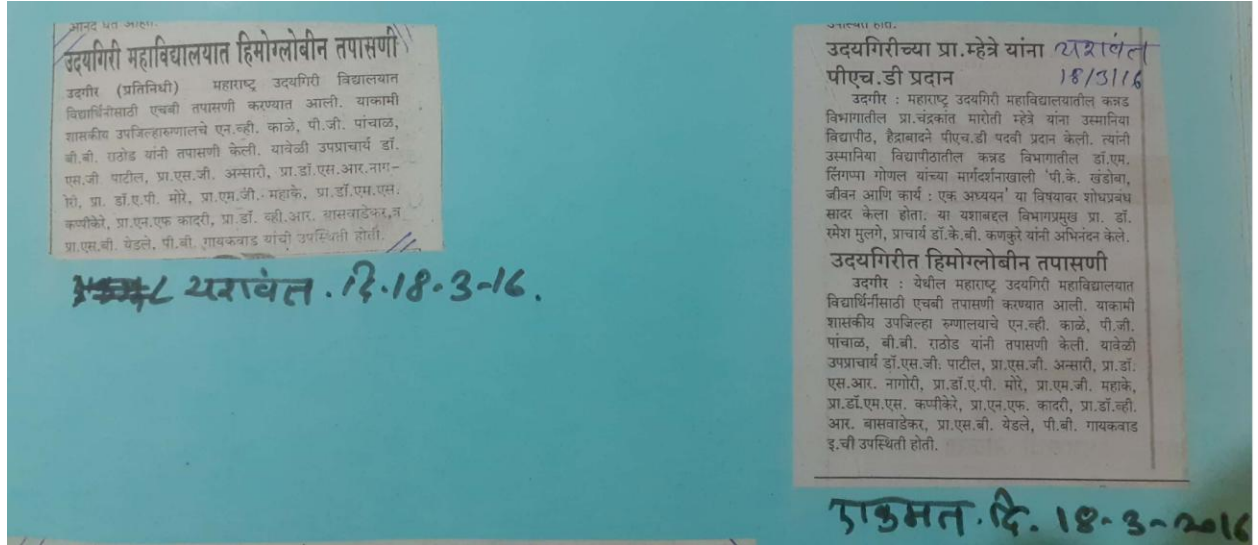 आनंद घेत आहेत.
उदयगिरी महाविद्यालयात हिमोग्लोबीन तपासणी
उदगीर (प्रतिनिधी) महाराष्ट्र उदयगिरी विद्यालयात
विद्यार्थिनीसाठी एचबी तपासणी करण्यात आली. याकामी
शासकीय उपजिल्हारुग्णालचे एन.व्ही. काळे, पी.जी. पांचाळ,
बी.बी. राठोड यांनी तपासणी केली. यावेळी उपप्राचार्य डॉ.
एस.जी. पाटील, प्रा.एस.जी. अन्सारी, प्रा.डॉ.एस.आर.नाग-
प्रा. डॉ.ए.पी. मोरे, प्रा.एम.जी. महाके, प्रा.डॉ.एम.एस.
कप्पीकेरे, प्रा.एन.एफ कादरी, प्रा.डॉ. व्ही.आर. बासवाडेकर,
प्रा.एस.बी. येडले, पी.बी. गायकवाड यांची उपस्थिती होती.
यशवंत. दि.18-3-16.
उपस्थिती होती.
उदयगिरीच्या प्रा.म्हेत्रे यांना यशवंत
पीएच.डी प्रदान 18/3/16
उदगीर : महाराष्ट्र उदयगिरी महाविद्यालयातील कन्नड
विभागातील प्रा.चंद्रकांत मारोती म्हेत्रे यांना उस्मानिया
विद्यापीठ, हैद्राबादने पीएच.डी पदवी प्रदान केली. त्यांनी
उस्मानिया विद्यापीठातील कन्नड विभागातील डॉ.एम.
लिंगप्पा गोणल यांच्या मार्गदर्शनाखाली 'पी.के. खंडोबा,
जीवन आणि कार्य : एक अध्ययन' या विषयावर शोधप्रबंध
सादर केला होता. या यशाबद्दल विभागप्रमुख प्रा. डॉ.
रमेश मुलगे, प्राचार्य डॉ.के.बी. कणकुरे यांनी अभिनंदन केले.
उदयगिरीत हिमोग्लोबीन तपासणी
उदगीर : येथील महाराष्ट्र उदयगिरी महाविद्यालयात
विद्यार्थिनींसाठी एचबी तपासणी करण्यात आली. याकामी
शासकीय उपजिल्हा रुग्णालयाचे एन.व्ही. काळे, पी.जी.
पांचाळ, बी.बी. राठोड यांनी तपासणी केली. यावेळी
उपप्राचार्य डॉ.एस.जी. पाटील, प्रा.एस.जी. अन्सारी, प्रा.डॉ.
एस.आर. नागोरी, प्रा.डॉ.ए.पी. मोरे, प्रा.एम.जी. महाके,
प्रा.डॉ.एम.एस. कप्पीकेरे, प्रा.एन.एफ. कादरी, प्रा.डॉ.व्ही.
आर. बासवाडेकर, प्रा.एस.बी. येडले, पी.बी. गायकवाड
इ.ची उपस्थिती होती.
एकमत. दि. 18-3-2016